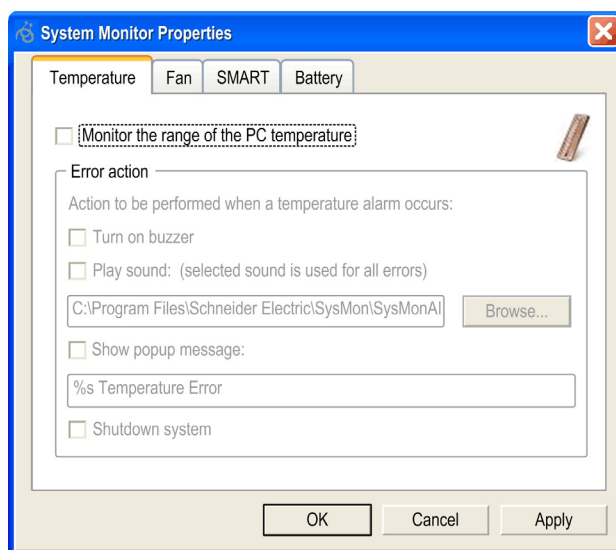 System Monitor Properties
Temperature Fan SMART Battery
Monitor the range of the PC temperature
Error action
Action to be performed when a temperature alarm occurs:
Turn on buzzer
Play sound: (selected sound is used for all errors)
C:\Program Files\Schneider Electric\SysMon\SysMonAl Browse...
Show popup message:
%s Temperature Error
Shutdown system
OK Cancel Apply